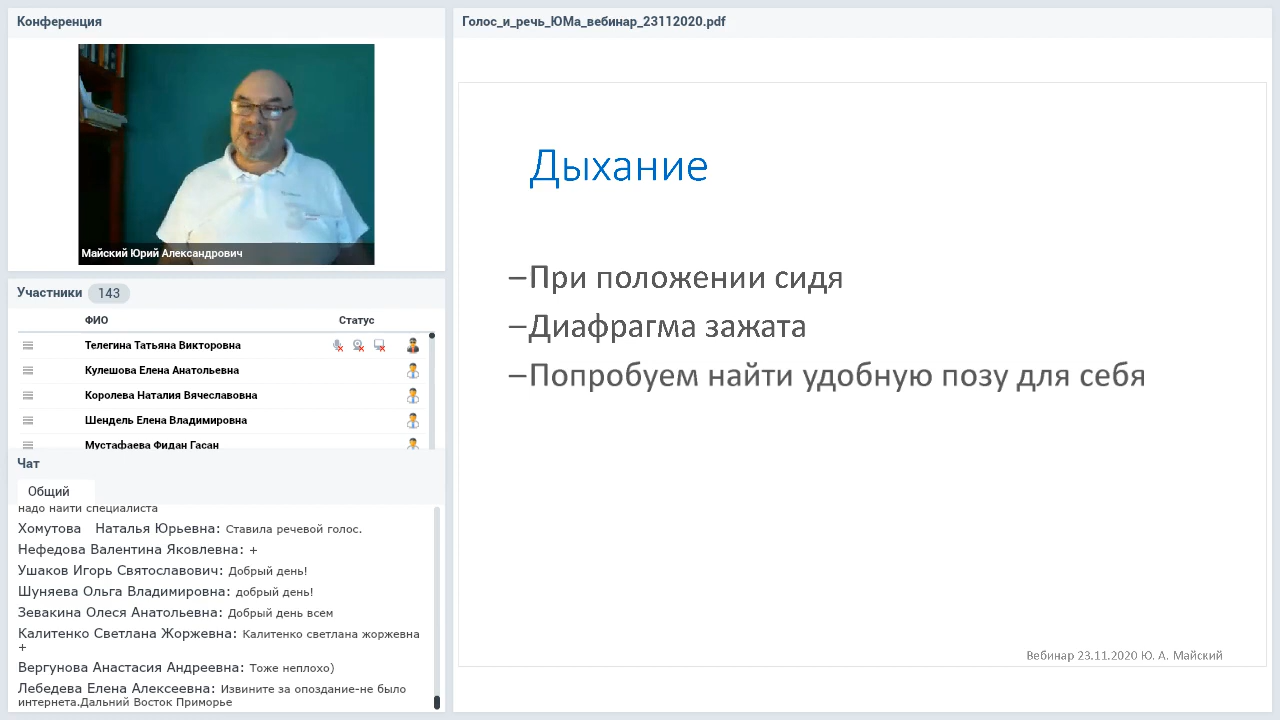 Конференция
Майский Юрий Александрович
Участники 143
ФИО Статус
Телегина Татьяна Викторовна
Кулешова Елена Анатольевна
Королева Наталия Вячеславовна
Шендель Елена Владимировна
Мустафаева Фидан Гасан
Чат
Общий
надо найти специалиста
Хомутова Наталья Юрьевна: Ставила речевой голос.
Нефедова Валентина Яковлевна: +
Ушаков Игорь Святославович: Добрый день!
Шуняева Ольга Владимировна: добрый день!
Зевакина Олеся Анатольевна: Добрый день всем
Калитенко Светлана Жоржевна: Калитенко светлана жоржевна
+
Вергунова Анастасия Андреевна: Тоже неплохо)
Лебедева Елена Алексеевна: Извините за опоздание-не было
интернета.Дальний Восток Приморье
Голос_и_речь_ЮМа_вебинар_23112020.pdf
Дыхание
–При положении сидя
–Диафрагма зажата
–Попробуем найти удобную позу для себя
Вебинар 23.11.2020 Ю. А. Майский